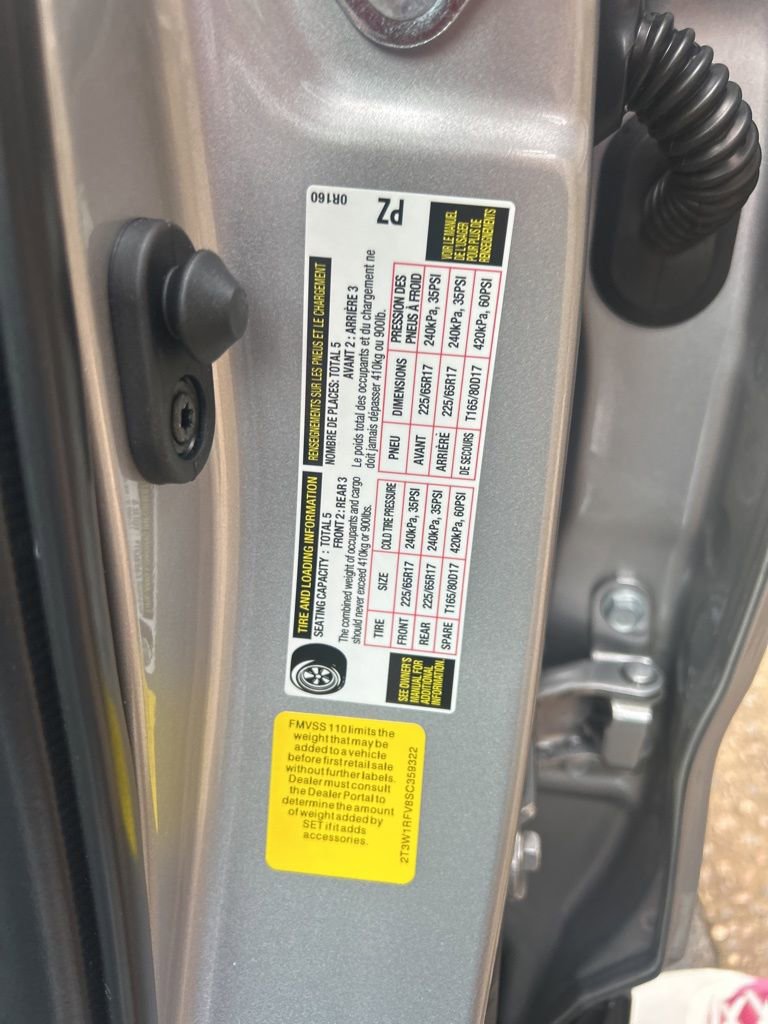 0R160
PZ
TIRE AND LOADING INFORMATION
RENSEIGNEMENTS SUR LES PNEUS ET LE CHARGEMENT
SEATING CAPACITY : TOTAL 5
FRONT 2 : REAR 3
NOMBRE DE PLACES: TOTAL 5
AVANT 2 : ARRIÈRE 3
The combined weight of occupants and cargo
should never exceed 410kg or 900lbs.
Le poids total des occupants et du chargement ne
doit jamais dépasser 410kg ou 900lb.
TIRE SIZE COLD TIRE PRESSURE
FRONT 225/65R17 240kPa, 35PSI
REAR 225/65R17 240kPa, 35PSI
SPARE T165/80D17 420kPa, 60PSI
PNEU DIMENSIONS PRESSION DES
PNEUS À FROID
AVANT 225/65R17 240kPa, 35PSI
ARRIÈRE 225/65R17 240kPa, 35PSI
DE SECOURS T165/80D17 420kPa, 60PSI
SEE OWNER'S
MANUAL FOR
ADDITIONAL
INFORMATION.
VOIR LE MANUEL
DE L'USAGER
POUR PLUS DE
RENSEIGNEMENTS
FMVSS 110 limits the
weight that may be
added to a vehicle
before first retail sale
without further labels.
Dealer must consult
the Dealer Portal to
determine the amount
of weight added by
SET if it adds
accessories.
2T3W1RFV8SC359322